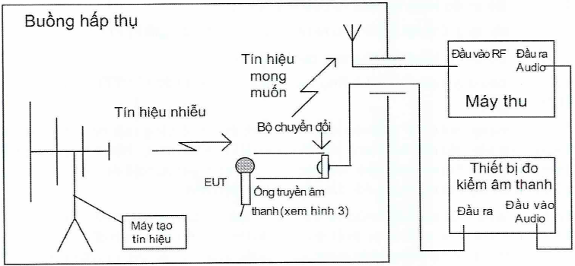 Buồng hấp thụ
Tín hiệu
mong
muốn
Tín hiệu nhiễu
Bộ chuyển đổi
EUT
Ống truyền âm
thanh (xem hình 3)
Máy tạo
tín hiệu
Đầu vào RF
Đầu ra
Audio
Máy thu
Thiết bị đo
kiểm âm thanh
Đầu ra
Đầu vào
Audio